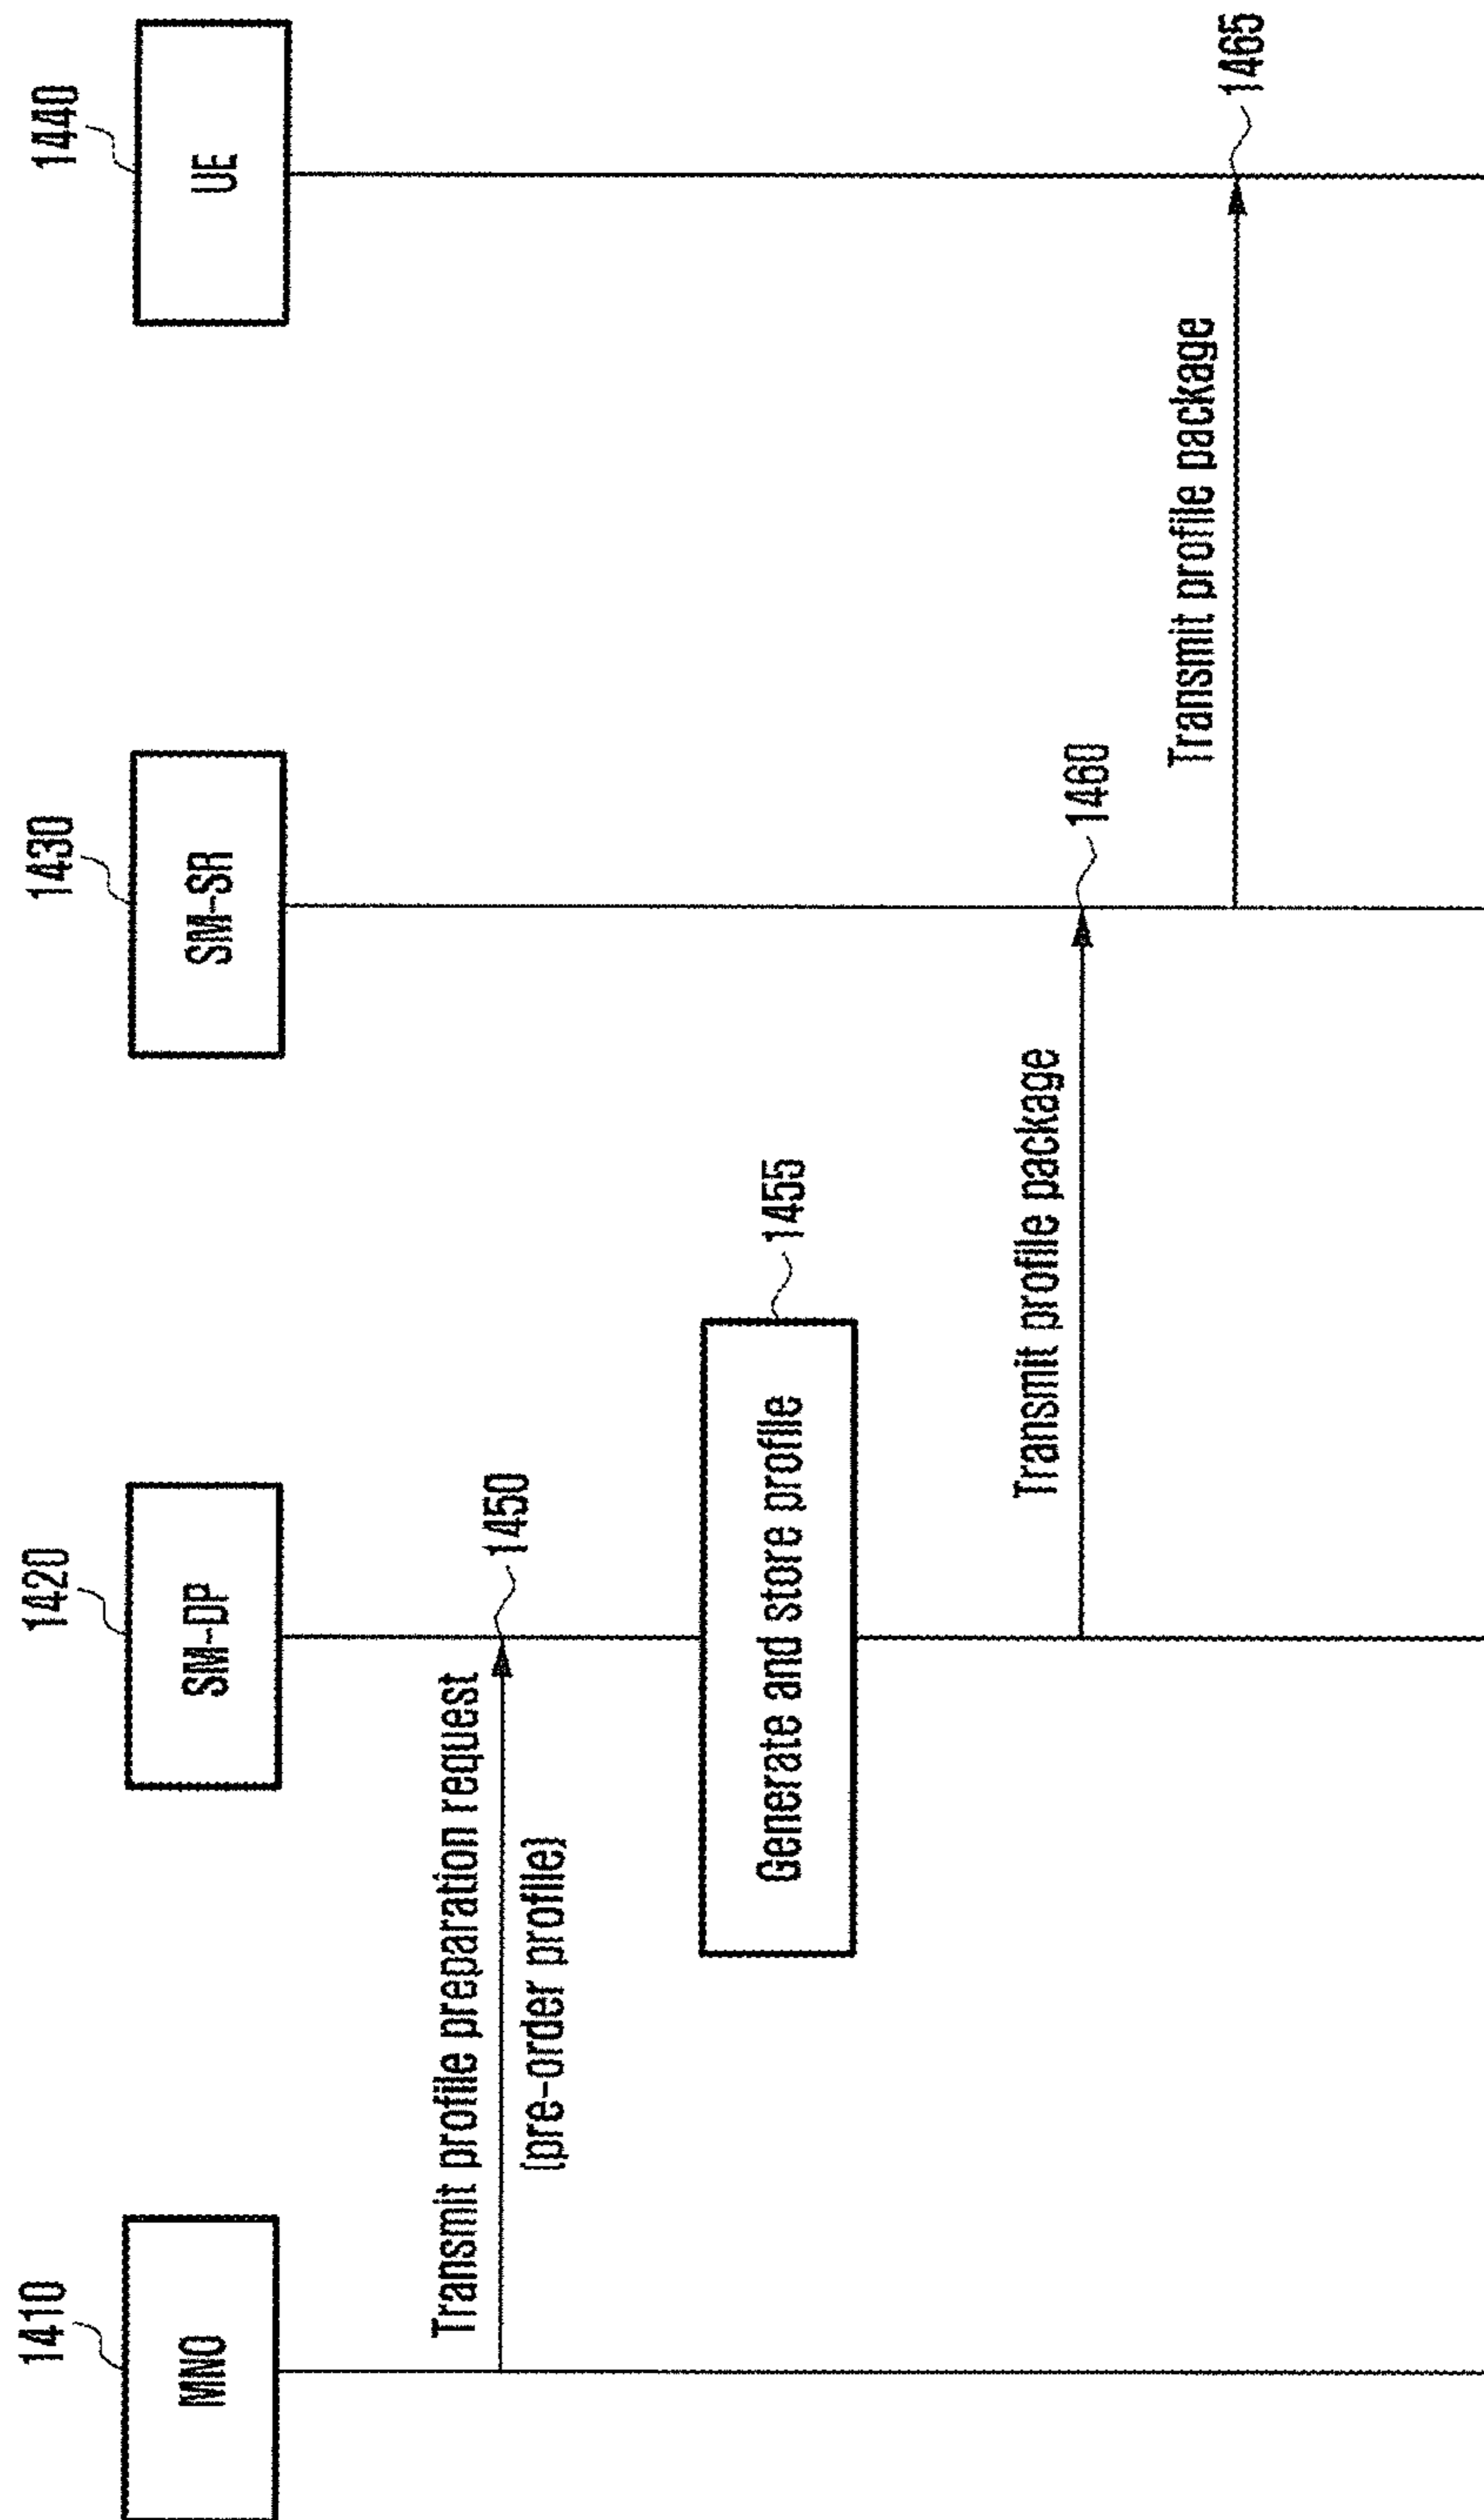 1410
1420
1430
1440
MNO
SM-DP
SM-SR
UE
Transmit profile preparation request
1450
(pre-order profile)
Generate and store profile
1455
Transmit profile package
1460
Transmit profile package
1465